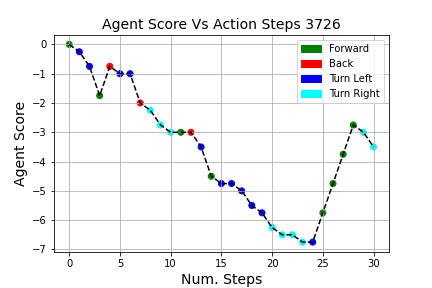 Agent Score Vs Action Steps 3726
Forward
Back
Turn Left
Turn Right
Agent Score
0
−1
−2
−3
−4
−5
−6
−7
0 5 10 15 20 25 30
Num. Steps